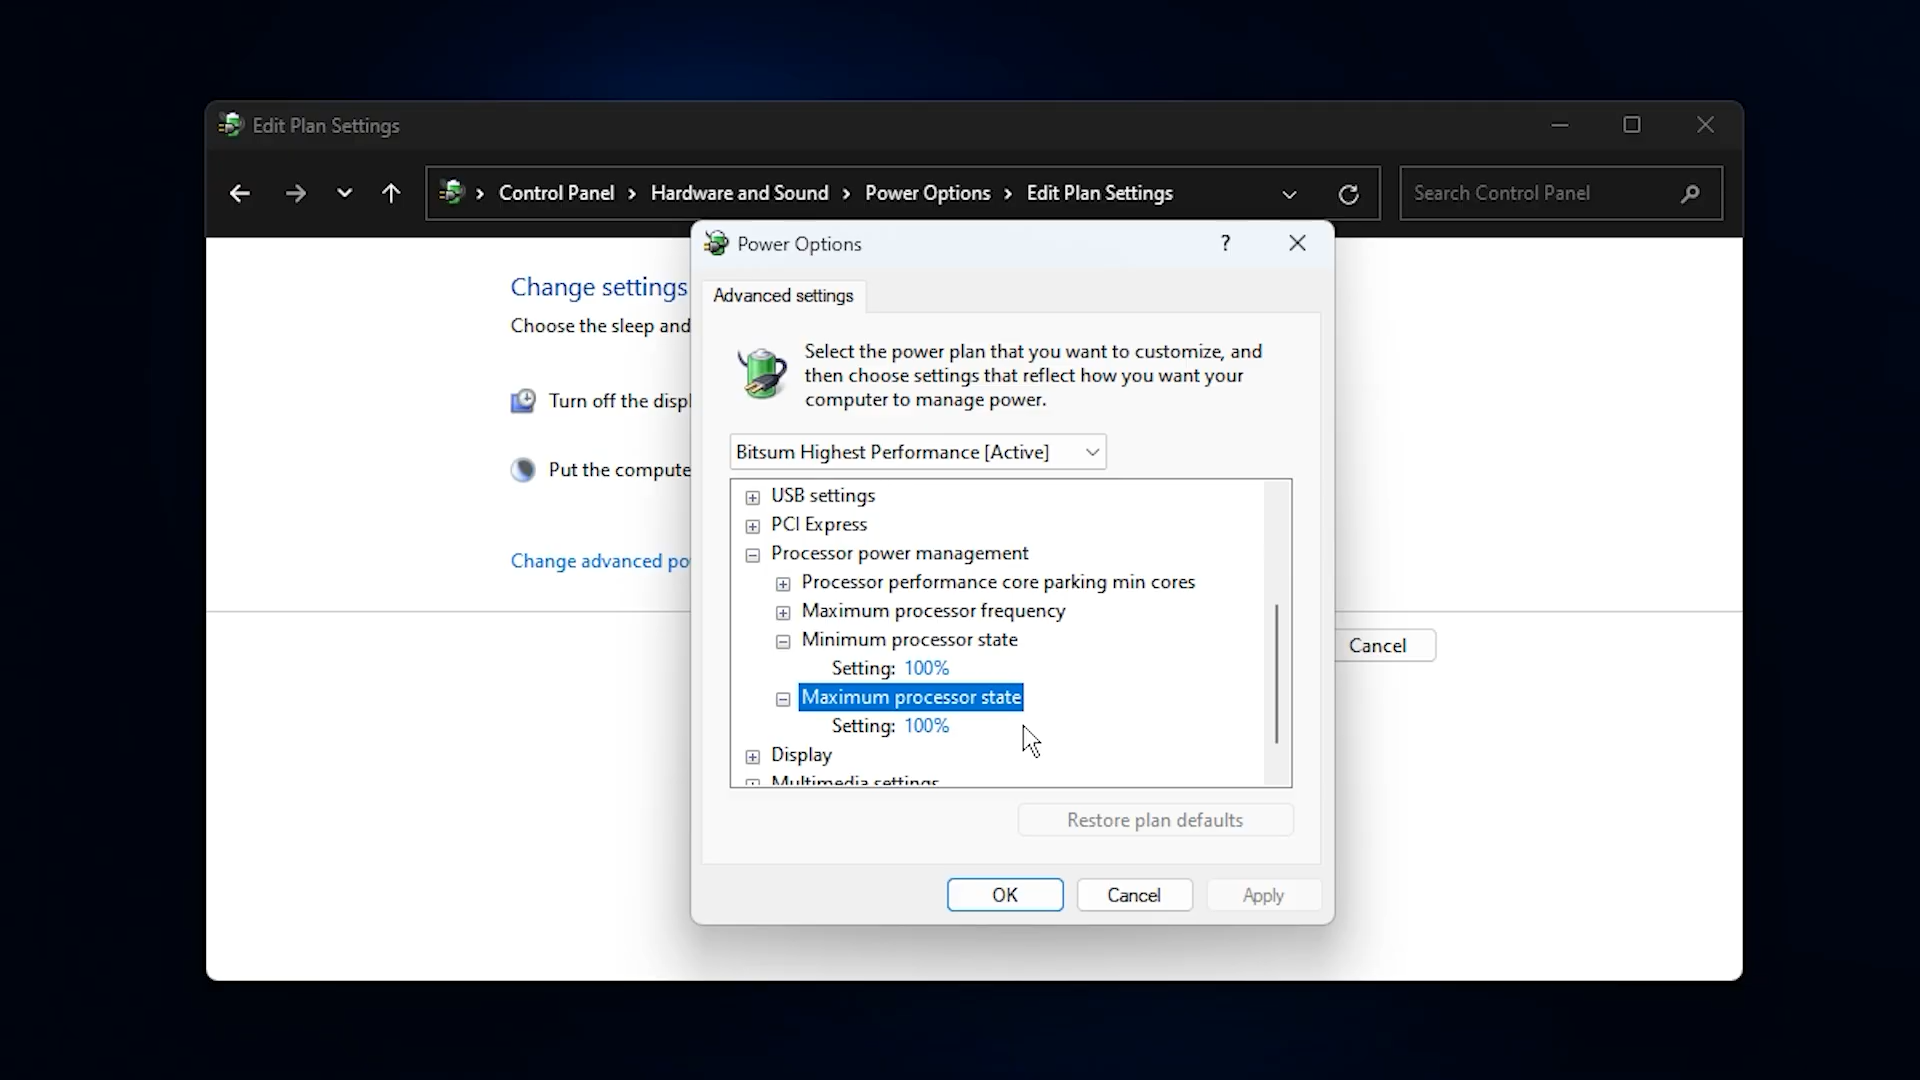 Edit Plan Settings
Control Panel > Hardware and Sound > Power Options > Edit Plan Settings
Search Control Panel
Power Options
?
Advanced settings
Change settings
Choose the sleep and
Select the power plan that you want to customize, and
then choose settings that reflect how you want your
computer to manage power.
Turn off the displ
Bitsum Highest Performance [Active]
Put the compute
USB settings
PCI Express
Processor power management
Change advanced po
Processor performance core parking min cores
Maximum processor frequency
Minimum processor state
Cancel
Setting: 100%
Maximum processor state
Setting: 100%
Display
Multimedia settings
Restore plan defaults
OK
Cancel
Apply